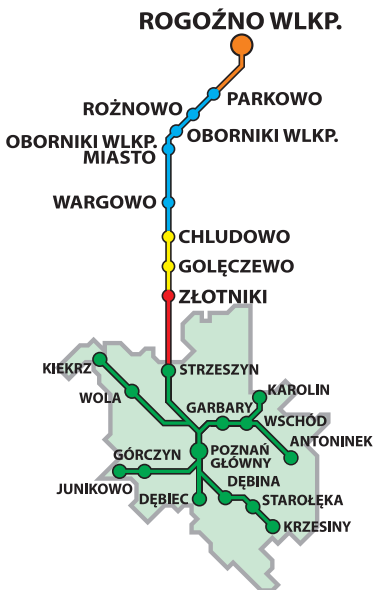 ROGOŹNO WLKP.
PARKOWO
ROŻNOWO
OBORNIKI WLKP.
OBORNIKI WLKP.
MIASTO
WARGOWO
CHLUDOWO
GOLĘCZEWO
ZŁOTNIKI
STRZESZYN
KIEKRZ
WOLA
KAROLIN
GARBARY
WSCHÓD
ANTONINEK
POZNAŃ
GŁÓWNY
GÓRCZYN
JUNIKOWO
DĘBINA
DĘBIEC
STAROŁĘKA
KRZESINY